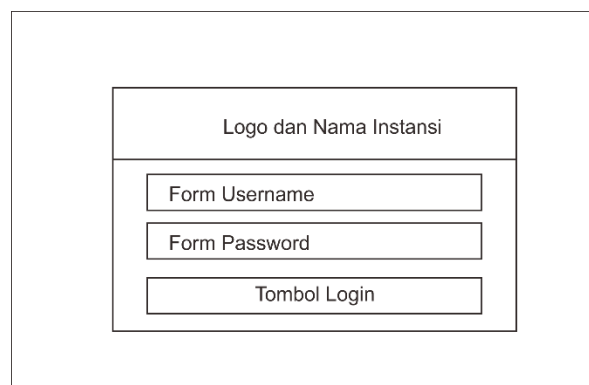 Logo dan Nama Instansi
Form Username
Form Password
Tombol Login